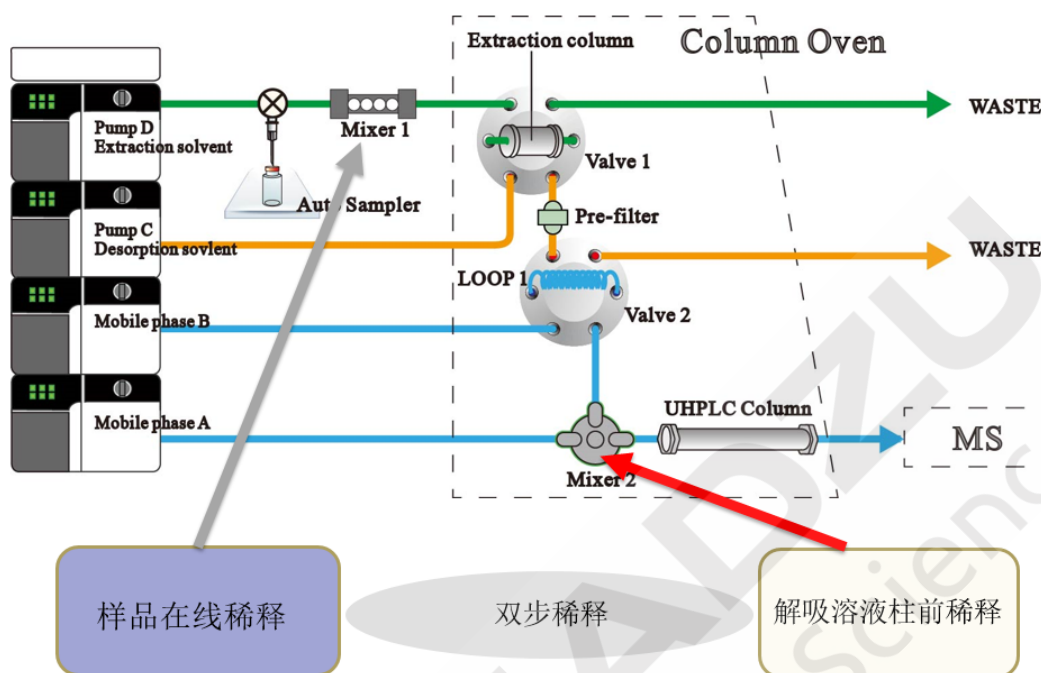 Extraction column
Column Oven
WASTE
Pump D
Extraction solvent
Mixer 1
Valve 1
Auto Sampler
Pre-filter
Pump C
Desorption sovlent
WASTE
LOOP 1
Valve 2
Mobile phase B
Mobile phase A
UHPLC Column
MS
Mixer 2
样品在线稀释
双步稀释
解吸溶液柱前稀释
ADZU
Scienc